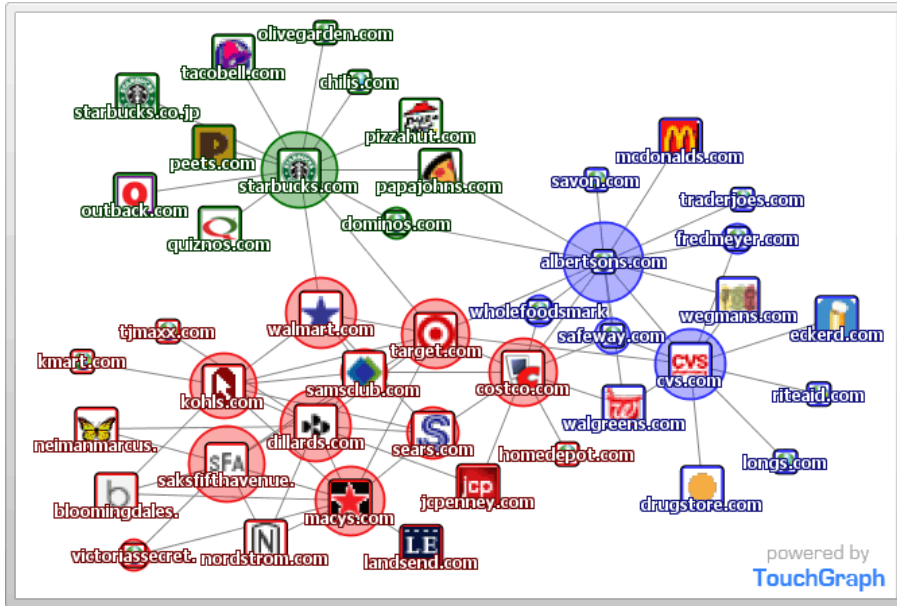 olivegarden.com
tacobell.com
chilis.com
starbucks.co.jp
pizzahut.com
peets.com
mcdonalds.com
starbucks.com
papajohns.com
savon.com
outback.com
traderjoes.com
dominos.com
quiznos.com
fredmeyer.com
albertsons.com
wholefoodsmark
wegmans.com
walmart.com
tjmaxx.com
target.com
safeway.com
eckerd.com
kmart.com
CVS
cvs.com
samsclub.com
costco.com
kohls.com
riteaid.com
walgreens.com
dillards.com
neimanmarcus.
S
sears.com
homedepot.com
longs.com
sFA
saksfifthavenue.
b
bloomingdales.
jcp
jcpenney.com
drugstore.com
macys.com
N
nordstrom.com
victoriassecret.
LE
landsend.com
powered by
TouchGraph